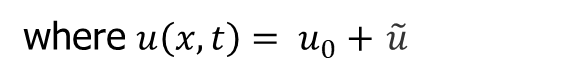 where u(x, t) = u₀ + ũ